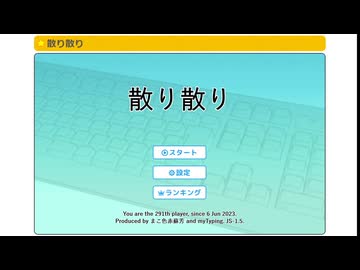 散り散り
散り散り
スタート
設定
ランキング
You are the 291th player, since 6 Jun 2023.
Produced by まこ色赤蘇芳 and myTyping. JS-1.5.